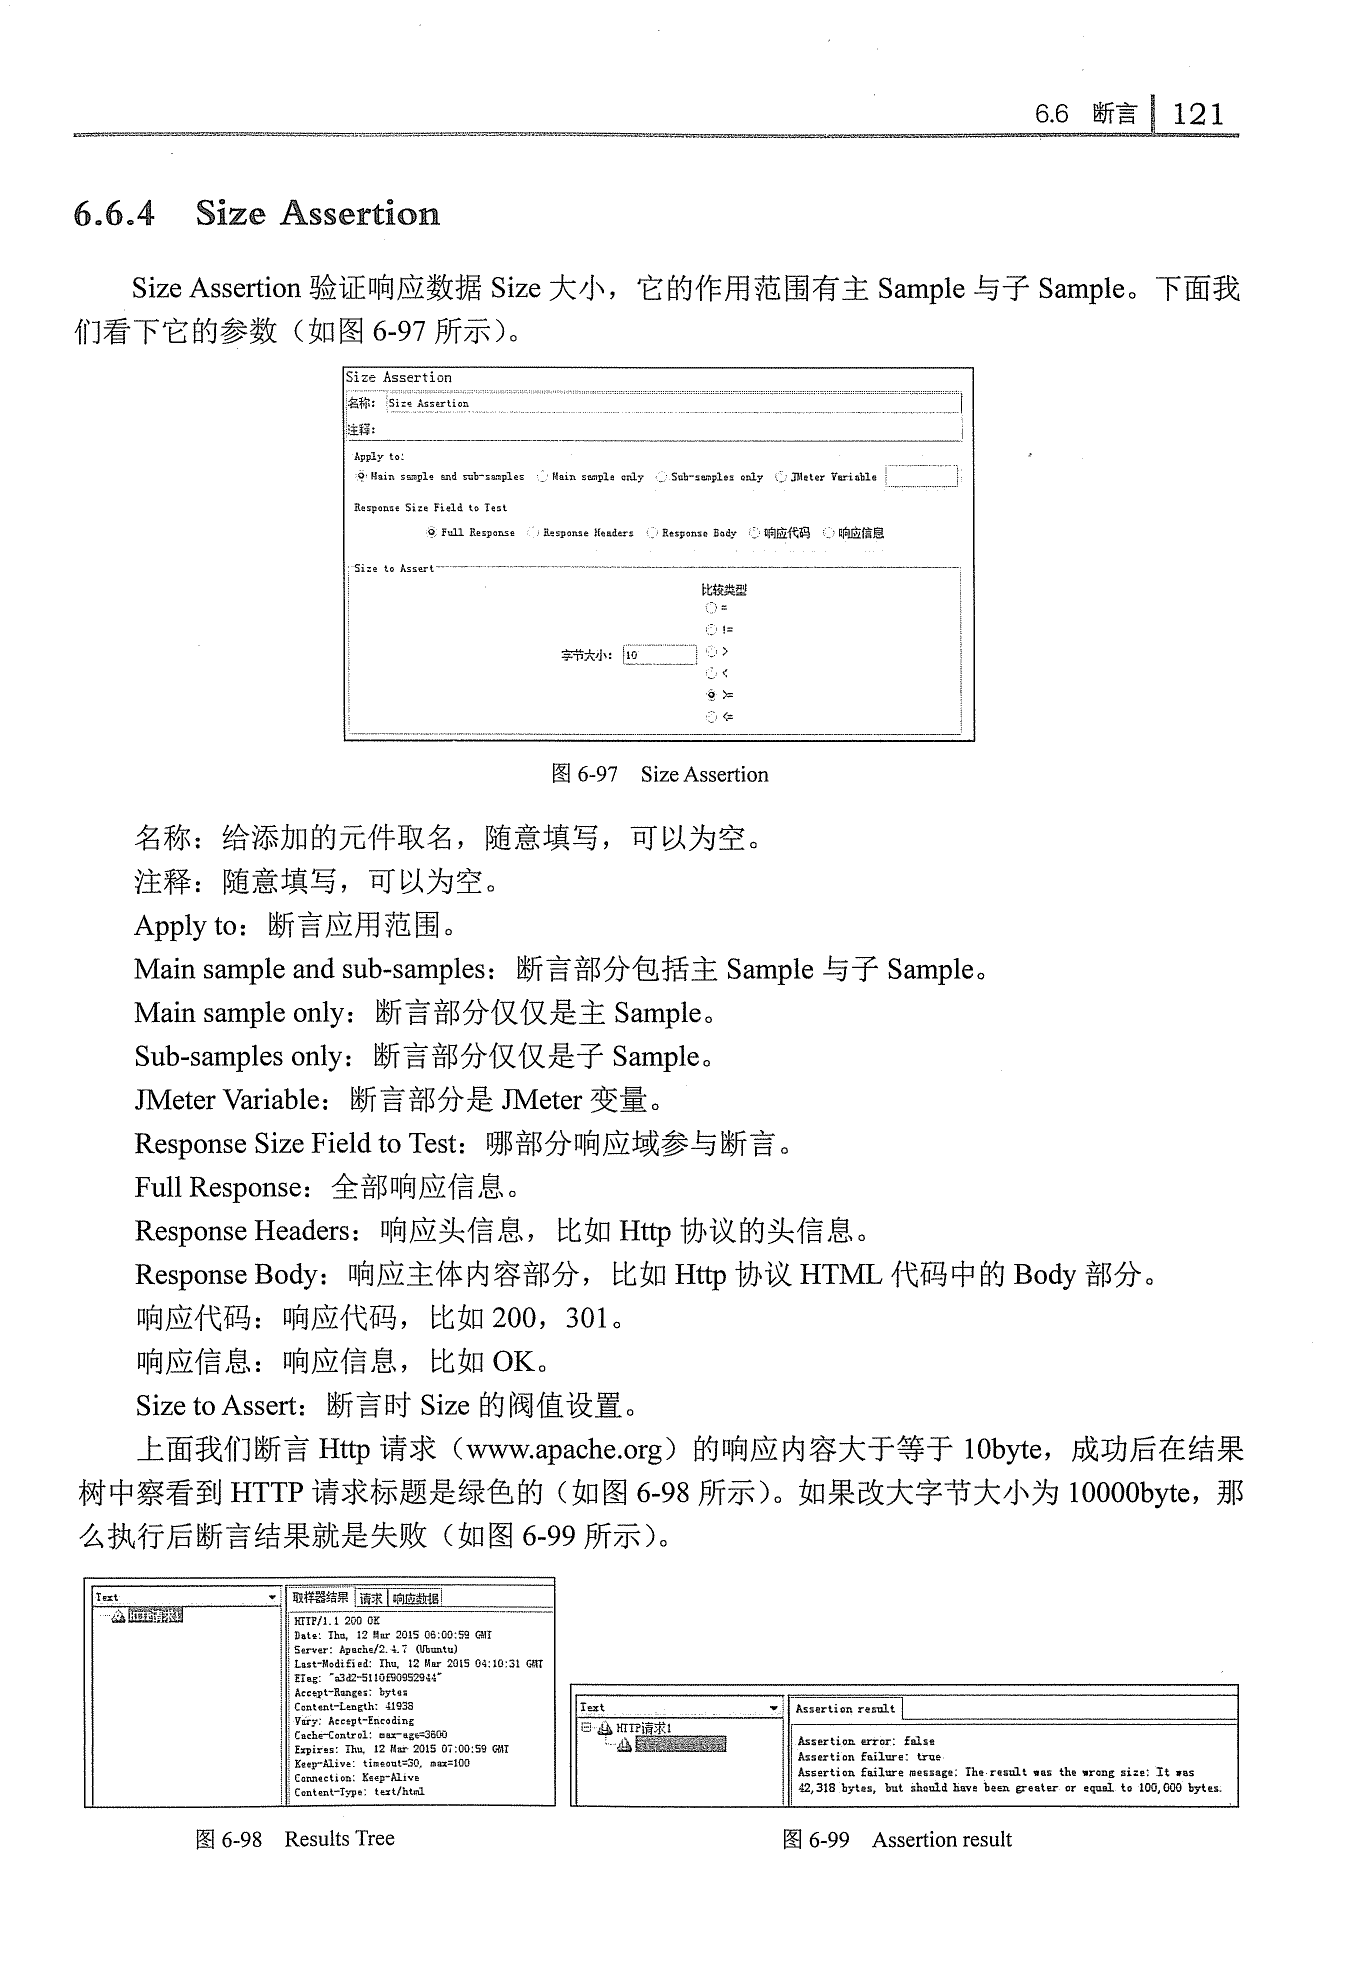 6.6 断言 121
6.6.4 Size Assertion
Size Assertion 验证响应数据 Size 大小，它的作用范围有主 Sample 与子 Sample。下面我
们看下它的参数（如图 6-97 所示）。
Size Assertion
名称: Size Assertion
注释:
Apply to:
Main sample and sub-samples Main sample only Sub-samples only JMeter Variable
Response Size Field to Test
Full Response Response Headers Response Body 响应代码 响应信息
Size to Assert
比较类型
=
!=
字节大小: 10 >
<
>=
<=
图 6-97 Size Assertion
名称：给添加的元件取名，随意填写，可以为空。
注释：随意填写，可以为空。
Apply to：断言应用范围。
Main sample and sub-samples：断言部分包括主 Sample 与子 Sample。
Main sample only：断言部分仅仅是主 Sample。
Sub-samples only：断言部分仅仅是子 Sample。
JMeter Variable：断言部分是 JMeter 变量。
Response Size Field to Test：哪部分响应域参与断言。
Full Response：全部响应信息。
Response Headers：响应头信息，比如 Http 协议的头信息。
Response Body：响应主体内容部分，比如 Http 协议 HTML 代码中的 Body 部分。
响应代码：响应代码，比如 200，301。
响应信息：响应信息，比如 OK。
Size to Assert：断言时 Size 的阀值设置。
上面我们断言 Http 请求（www.apache.org）的响应内容大于等于 10byte，成功后在结果
树中察看到 HTTP 请求标题是绿色的（如图 6-98 所示）。如果改大字节大小为 10000byte，那
么执行后断言结果就是失败（如图 6-99 所示）。
Text
HTTP请求1
取样器结果 请求 响应数据
HTTP/1.1 200 OK
Date: Thu, 12 Mar 2015 06:00:59 GMT
Server: Apache/2.4.7 (Ubuntu)
Last-Modified: Thu, 12 Mar 2015 04:10:31 GMT
ETag: "a3d2-5110f90952944"
Accept-Ranges: bytes
Content-Length: 41938
Vary: Accept-Encoding
Cache-Control: max-age=3600
Expires: Thu, 12 Mar 2015 07:00:59 GMT
Keep-Alive: timeout=30, max=100
Connection: Keep-Alive
Content-Type: text/html
Text
HTTP请求1
Assertion result
Assertion error: false
Assertion failure: true
Assertion failure message: The result was the wrong size: It was
42,318 bytes, but should have been greater or equal to 100,000 bytes.
图 6-98 Results Tree
图 6-99 Assertion result